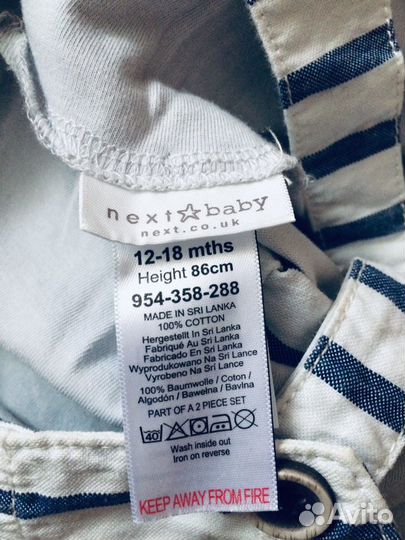 next☆baby
next.co.uk
12-18 mths
Height 86cm
954-358-288
MADE IN SRI LANKA
100% COTTON
Hergestellt In Sri Lanka
Fabriqué Au Sri Lanka
Fabricado En Sri Lanka
Wyprodukowano Na Sri Lance
Vyrobeno Na Sri Lance
100% Baumwolle / Coton /
Algodón / Bawełna / Bavlna
PART OF A 2 PIECE SET
40°
Wash inside out
Iron on reverse
KEEP AWAY FROM FIRE
Avito